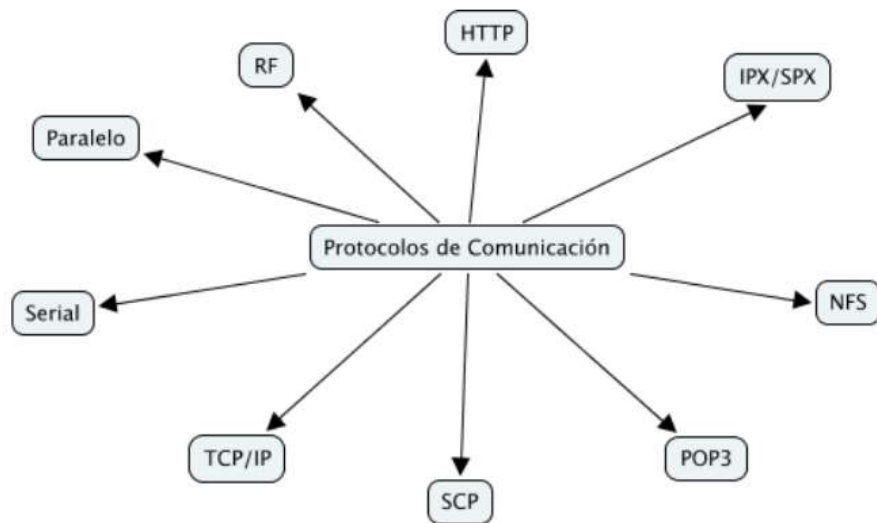 HTTP
RF
IPX/SPX
Paralelo
Protocolos de Comunicación
Serial
NFS
TCP/IP
POP3
SCP